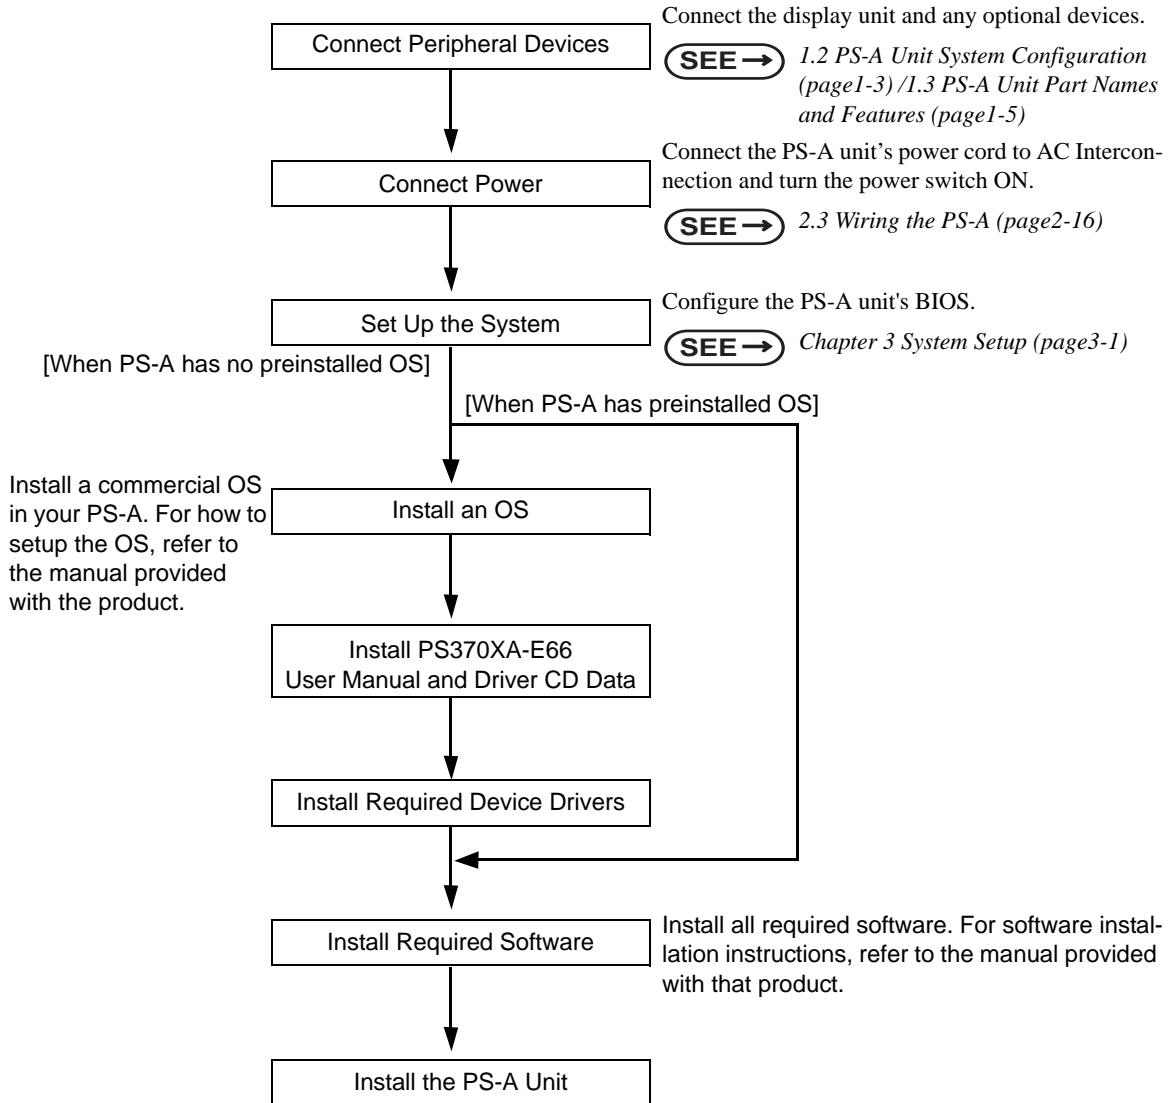 Connect the display unit and any optional devices.
Connect Peripheral Devices
SEE→
1.2 PS-A Unit System Configuration
(page1-3) /1.3 PS-A Unit Part Names
and Features (page1-5)
Connect the PS-A unit's power cord to AC Intercon-
nection and turn the power switch ON.
Connect Power
SEE→
2.3 Wiring the PS-A (page2-16)
Configure the PS-A unit's BIOS.
Set Up the System
SEE→
Chapter 3 System Setup (page3-1)
[When PS-A has no preinstalled OS]
[When PS-A has preinstalled OS]
Install a commercial OS
in your PS-A. For how to
setup the OS, refer to
the manual provided
with the product.
Install an OS
Install PS370XA-E66
User Manual and Driver CD Data
Install Required Device Drivers
Install Required Software
Install all required software. For software instal-
lation instructions, refer to the manual provided
with that product.
Install the PS-A Unit